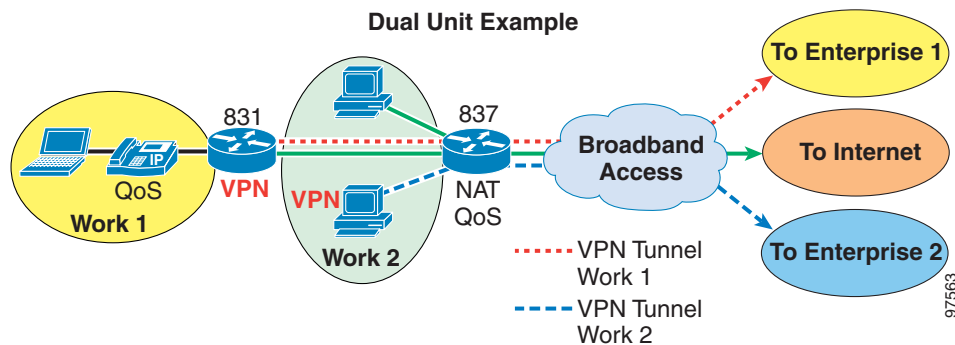 Dual Unit Example
To Enterprise 1
831
837
IP
QoS
VPN
Work 1
VPN
Work 2
NAT
QoS
Broadband
Access
To Internet
To Enterprise 2
VPN Tunnel
Work 1
VPN Tunnel
Work 2
97563